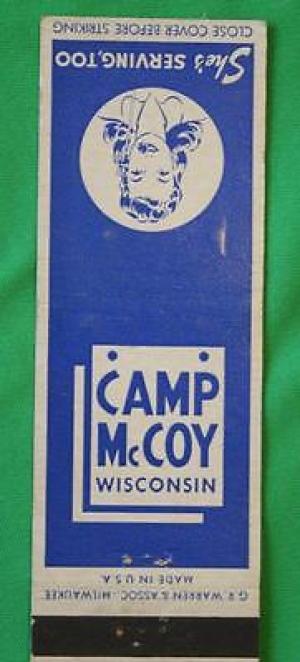 CLOSE COVER BEFORE STRIKING
She's SERVING, TOO
CAMP
McCOY
WISCONSIN
MADE IN U.S.A.
G. R. WARREN & ASSOC - MILWAUKEE